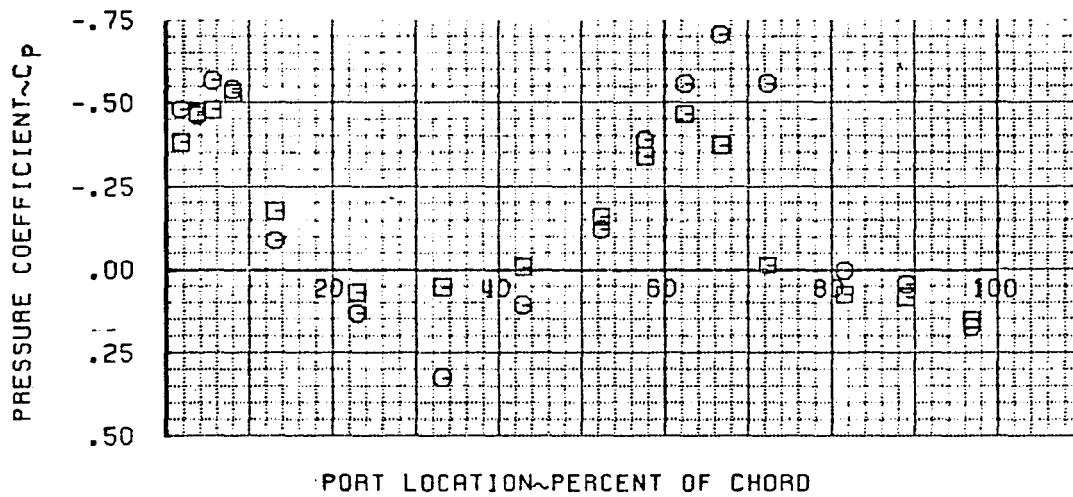 -.75
-.50
-.25
.00
.25
.50
PRESSURE COEFFICIENT~Cp
20 40 60 80 100
PORT LOCATION~PERCENT OF CHORD